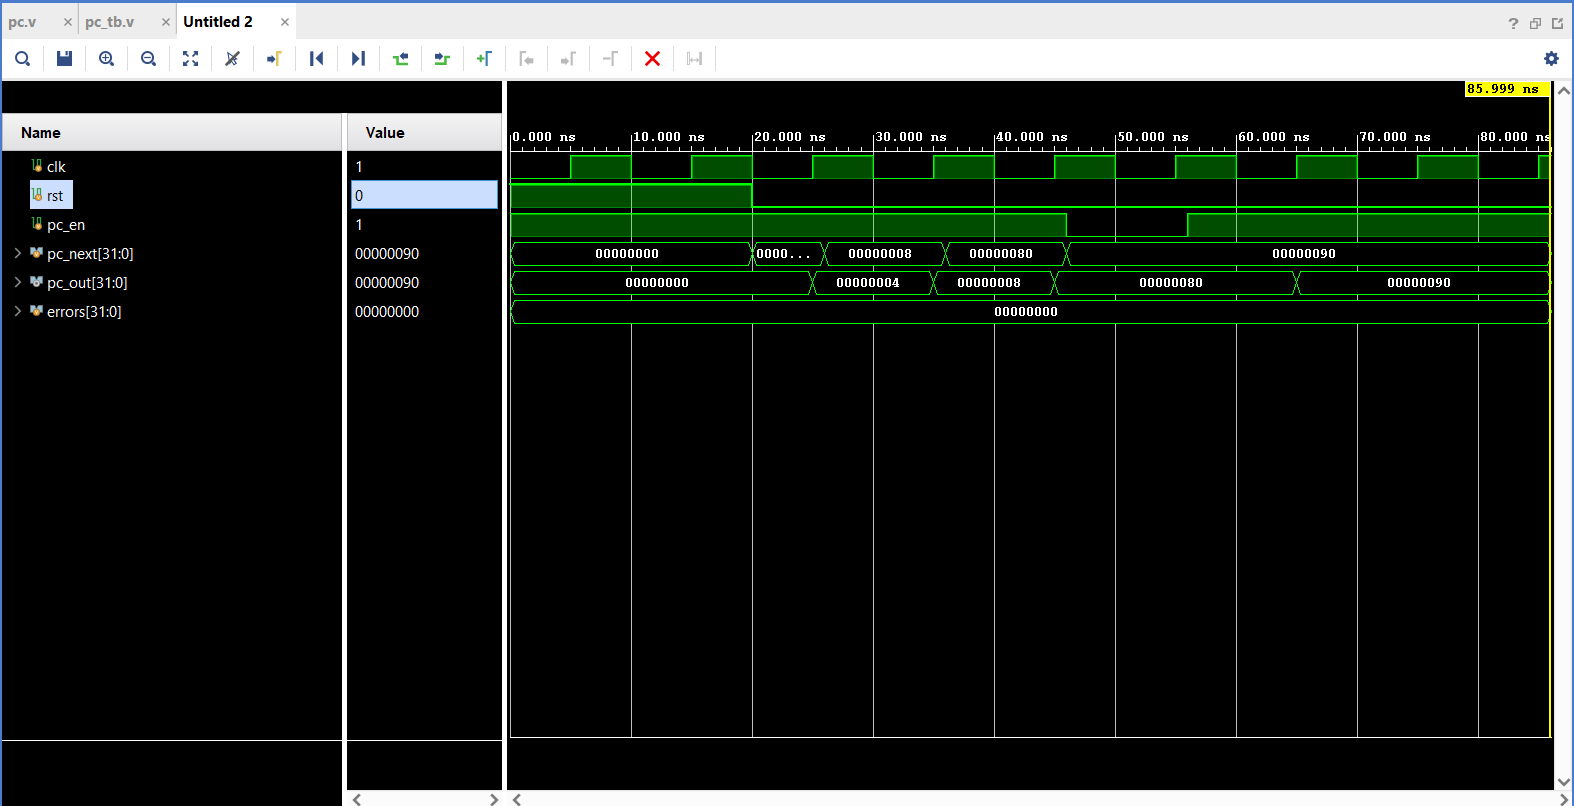 pc.v × pc_tb.v × Untitled 2 × ?
85.999 ns
Name Value
0.000 ns 10.000 ns 20.000 ns 30.000 ns 40.000 ns 50.000 ns 60.000 ns 70.000 ns 80.000 ns
clk 1
rst 0
pc_en 1
pc_next[31:0] 00000090 00000000 0000... 00000008 00000080 00000090
pc_out[31:0] 00000090 00000000 00000004 00000008 00000080 00000090
errors[31:0] 00000000 00000000